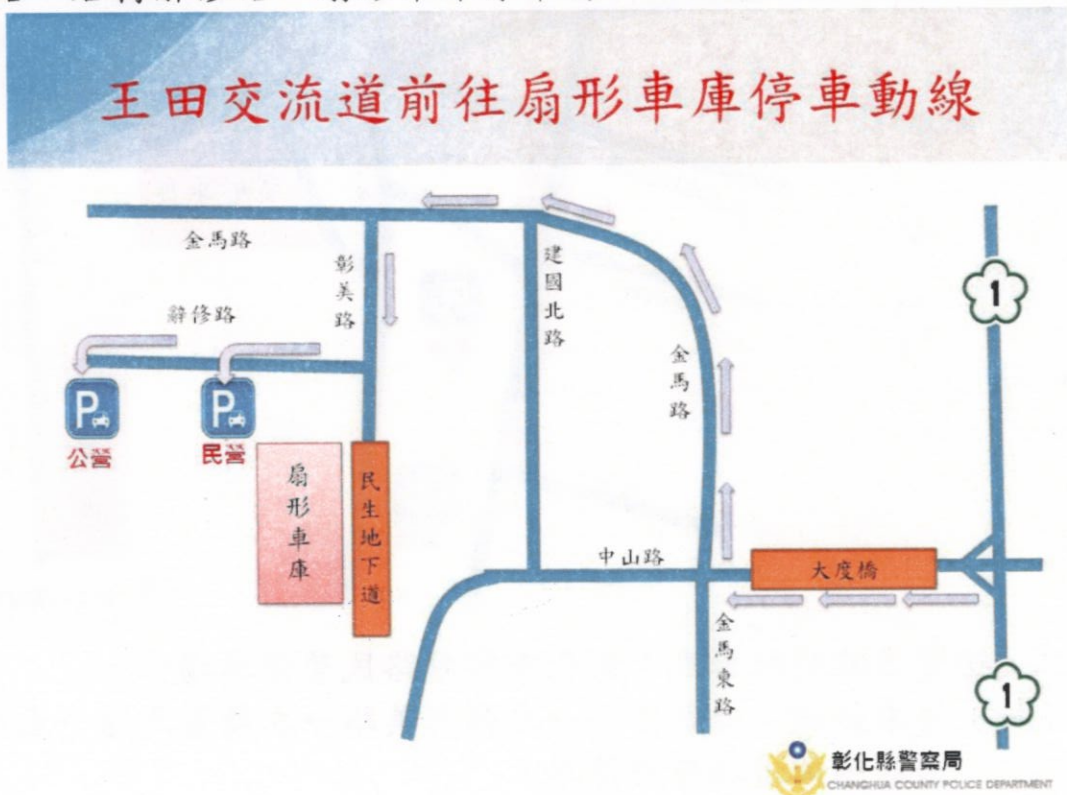 王田交流道前往扇形車庫停車動線
金馬路
彰美路
建國北路
1
辭修路
金馬路
P
P
公營
民營
扇形車庫
民生地下道
中山路
大度橋
金馬東路
1
彰化縣警察局
CHANGHUA COUNTY POLICE DEPARTMENT